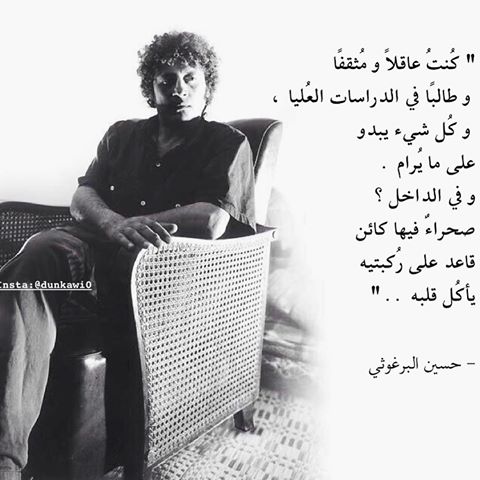 " كُنتُ عاقلاً و مُثقفًا
و طالبًا في الدراسات العُليا ،
و كُل شيء يبدو
على ما يُرام .
و في الداخل ؟
صحراءٌ فيها كائن
قاعد على رُكبتيه
يأكُل قلبه . . "
– حسين البرغوثي
Insta:@dunkawi0